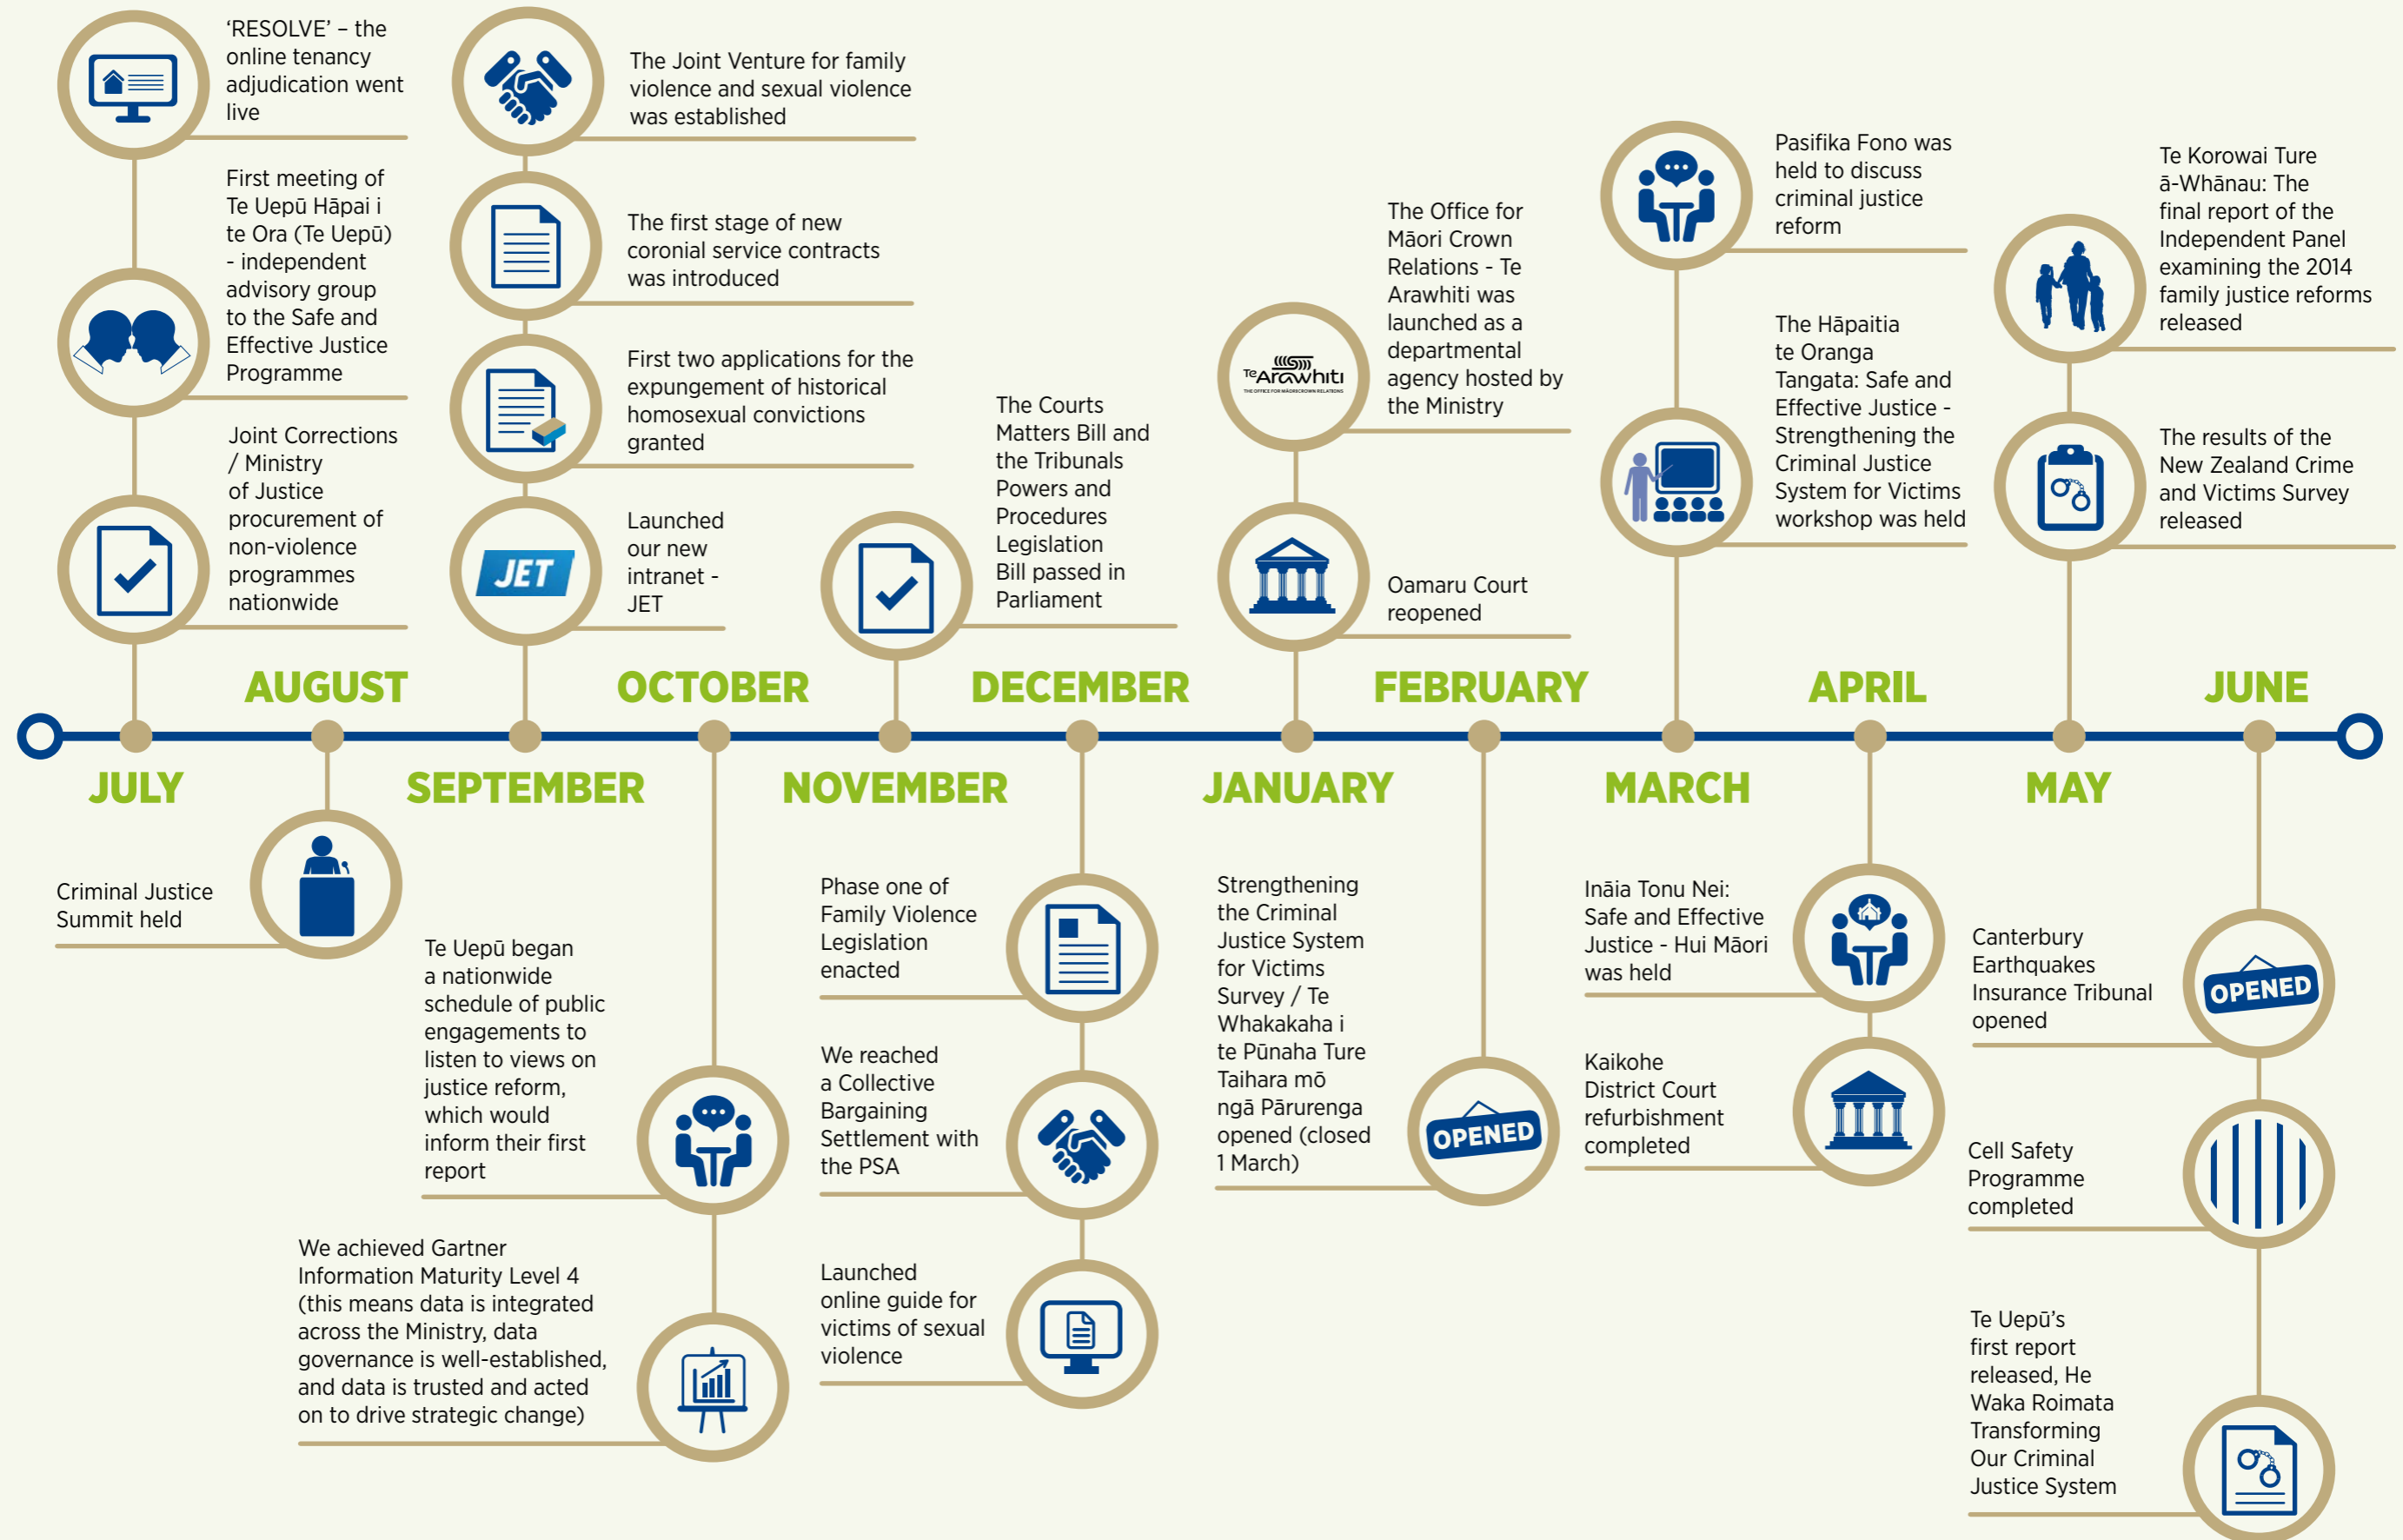 'RESOLVE' – the
online tenancy
adjudication went
live
First meeting of
Te Uepū Hāpai i
te Ora (Te Uepū)
- independent
advisory group
to the Safe and
Effective Justice
Programme
Joint Corrections
/ Ministry
of Justice
procurement of
non-violence
programmes
nationwide
The Joint Venture for family
violence and sexual violence
was established
The first stage of new
coronial service contracts
was introduced
First two applications for the
expungement of historical
homosexual convictions
granted
JET
Launched
our new
intranet -
JET
The Courts
Matters Bill and
the Tribunals
Powers and
Procedures
Legislation
Bill passed in
Parliament
Te Arawhiti
THE OFFICE FOR MĀORI CROWN RELATIONS
The Office for
Māori Crown
Relations - Te
Arawhiti was
launched as a
departmental
agency hosted by
the Ministry
Oamaru Court
reopened
Pasifika Fono was
held to discuss
criminal justice
reform
The Hāpaitia
te Oranga
Tangata: Safe and
Effective Justice -
Strengthening the
Criminal Justice
System for Victims
workshop was held
Te Korowai Ture
ā-Whānau: The
final report of the
Independent Panel
examining the 2014
family justice reforms
released
The results of the
New Zealand Crime
and Victims Survey
released
AUGUST
OCTOBER
DECEMBER
FEBRUARY
APRIL
JUNE
JULY
SEPTEMBER
NOVEMBER
JANUARY
MARCH
MAY
Criminal Justice
Summit held
Te Uepū began
a nationwide
schedule of public
engagements to
listen to views on
justice reform,
which would
inform their first
report
We achieved Gartner
Information Maturity Level 4
(this means data is integrated
across the Ministry, data
governance is well-established,
and data is trusted and acted
on to drive strategic change)
Phase one of
Family Violence
Legislation
enacted
We reached
a Collective
Bargaining
Settlement with
the PSA
Launched
online guide for
victims of sexual
violence
Strengthening
the Criminal
Justice System
for Victims
Survey / Te
Whakakaha i
te Pūnaha Ture
Taihara mō
ngā Pārurenga
opened (closed
1 March)
OPENED
Ināia Tonu Nei:
Safe and Effective
Justice - Hui Māori
was held
Kaikohe
District Court
refurbishment
completed
Canterbury
Earthquakes
Insurance Tribunal
opened
OPENED
Cell Safety
Programme
completed
Te Uepū's
first report
released, He
Waka Roimata
Transforming
Our Criminal
Justice System